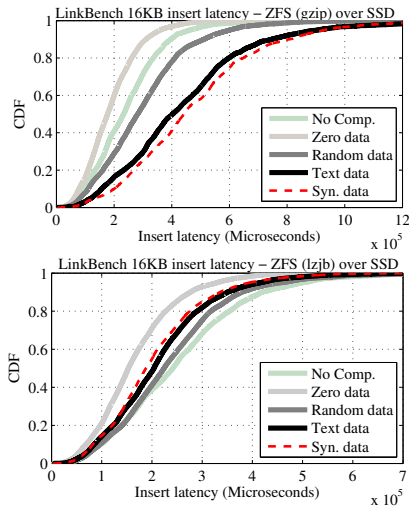 LinkBench 16KB insert latency – ZFS (gzip) over SSD
1
0.8
0.6
0.4
0.2
0
CDF
No Comp.
Zero data
Random data
Text data
Syn. data
0 2 4 6 8 10 12
Insert latency (Microseconds)
x 10^5
LinkBench 16KB insert latency – ZFS (lzjb) over SSD
1
0.8
0.6
0.4
0.2
0
CDF
No Comp.
Zero data
Random data
Text data
Syn. data
0 1 2 3 4 5 6 7
Insert latency (Microseconds)
x 10^5